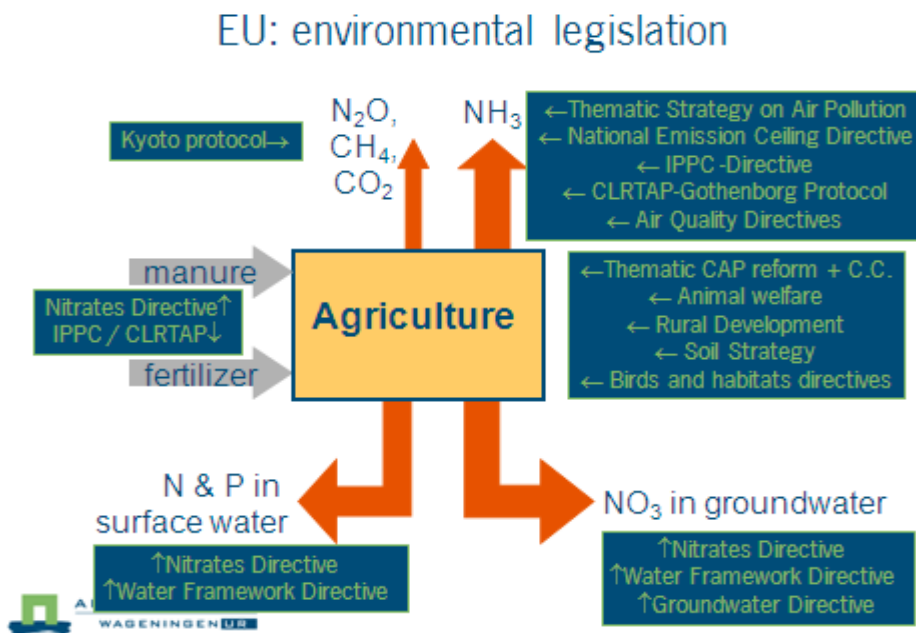 EU: environmental legislation
Kyoto protocol→
N₂O,
CH₄,
CO₂
NH₃
←Thematic Strategy on Air Pollution
←National Emission Ceiling Directive
← IPPC-Directive
← CLRTAP-Gothenborg Protocol
← Air Quality Directives
manure
Nitrates Directive↑
IPPC / CLRTAP↓
fertilizer
Agriculture
←Thematic CAP reform + C.C.
← Animal welfare
← Rural Development
← Soil Strategy
← Birds and habitats directives
N & P in
surface water
↑Nitrates Directive
↑Water Framework Directive
NO₃ in groundwater
↑Nitrates Directive
↑Water Framework Directive
↑Groundwater Directive
WAGENINGEN UR